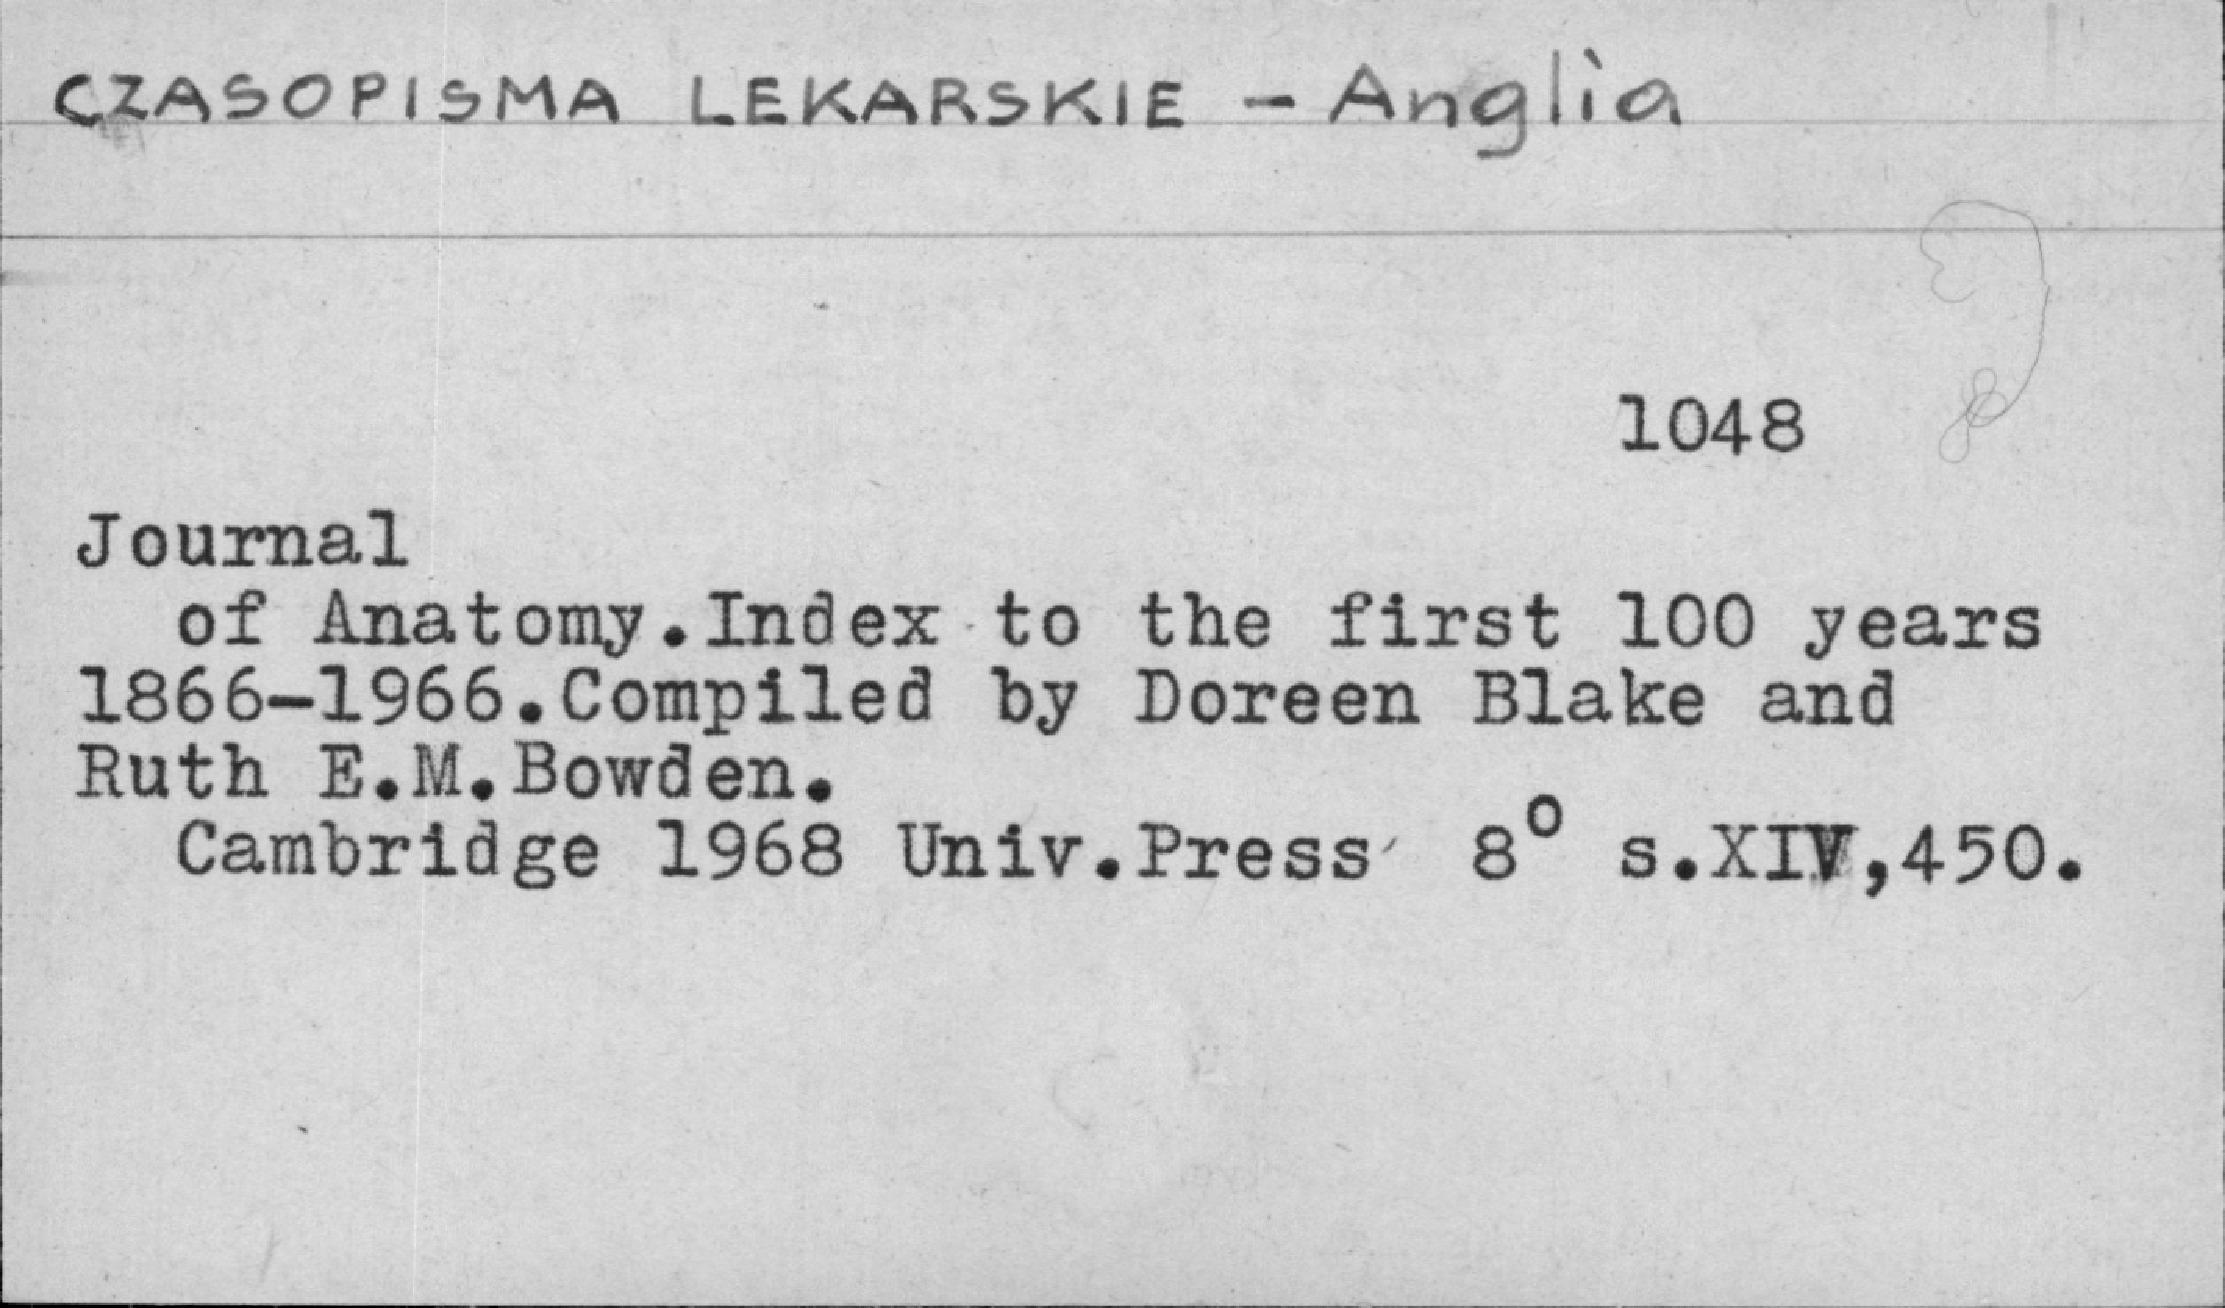 CZASOPISMA LEKARSKIE - Anglia
1048
Journal
of Anatomy.Index to the first 100 years
1866-1966.Compiled by Doreen Blake and
Ruth E.M.Bowden.
Cambridge 1968 Univ.Press 8° s.XIV,450.